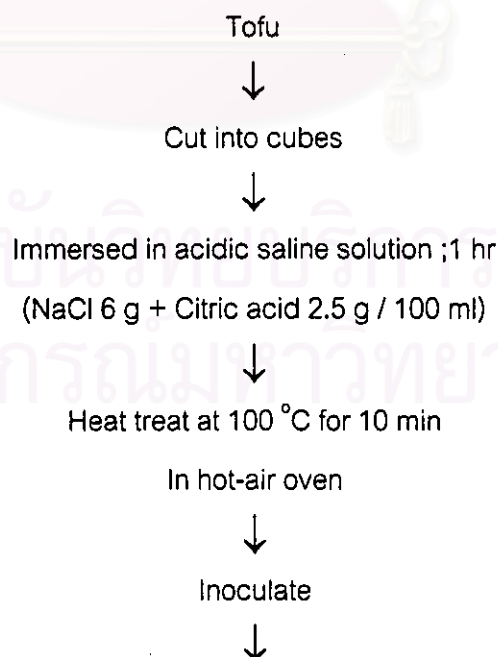 Tofu
↓
Cut into cubes
↓
Immersed in acidic saline solution ;1 hr
(NaCl 6 g + Citric acid 2.5 g / 100 ml)
↓
Heat treat at 100 °C for 10 min
In hot-air oven
↓
Inoculate
↓